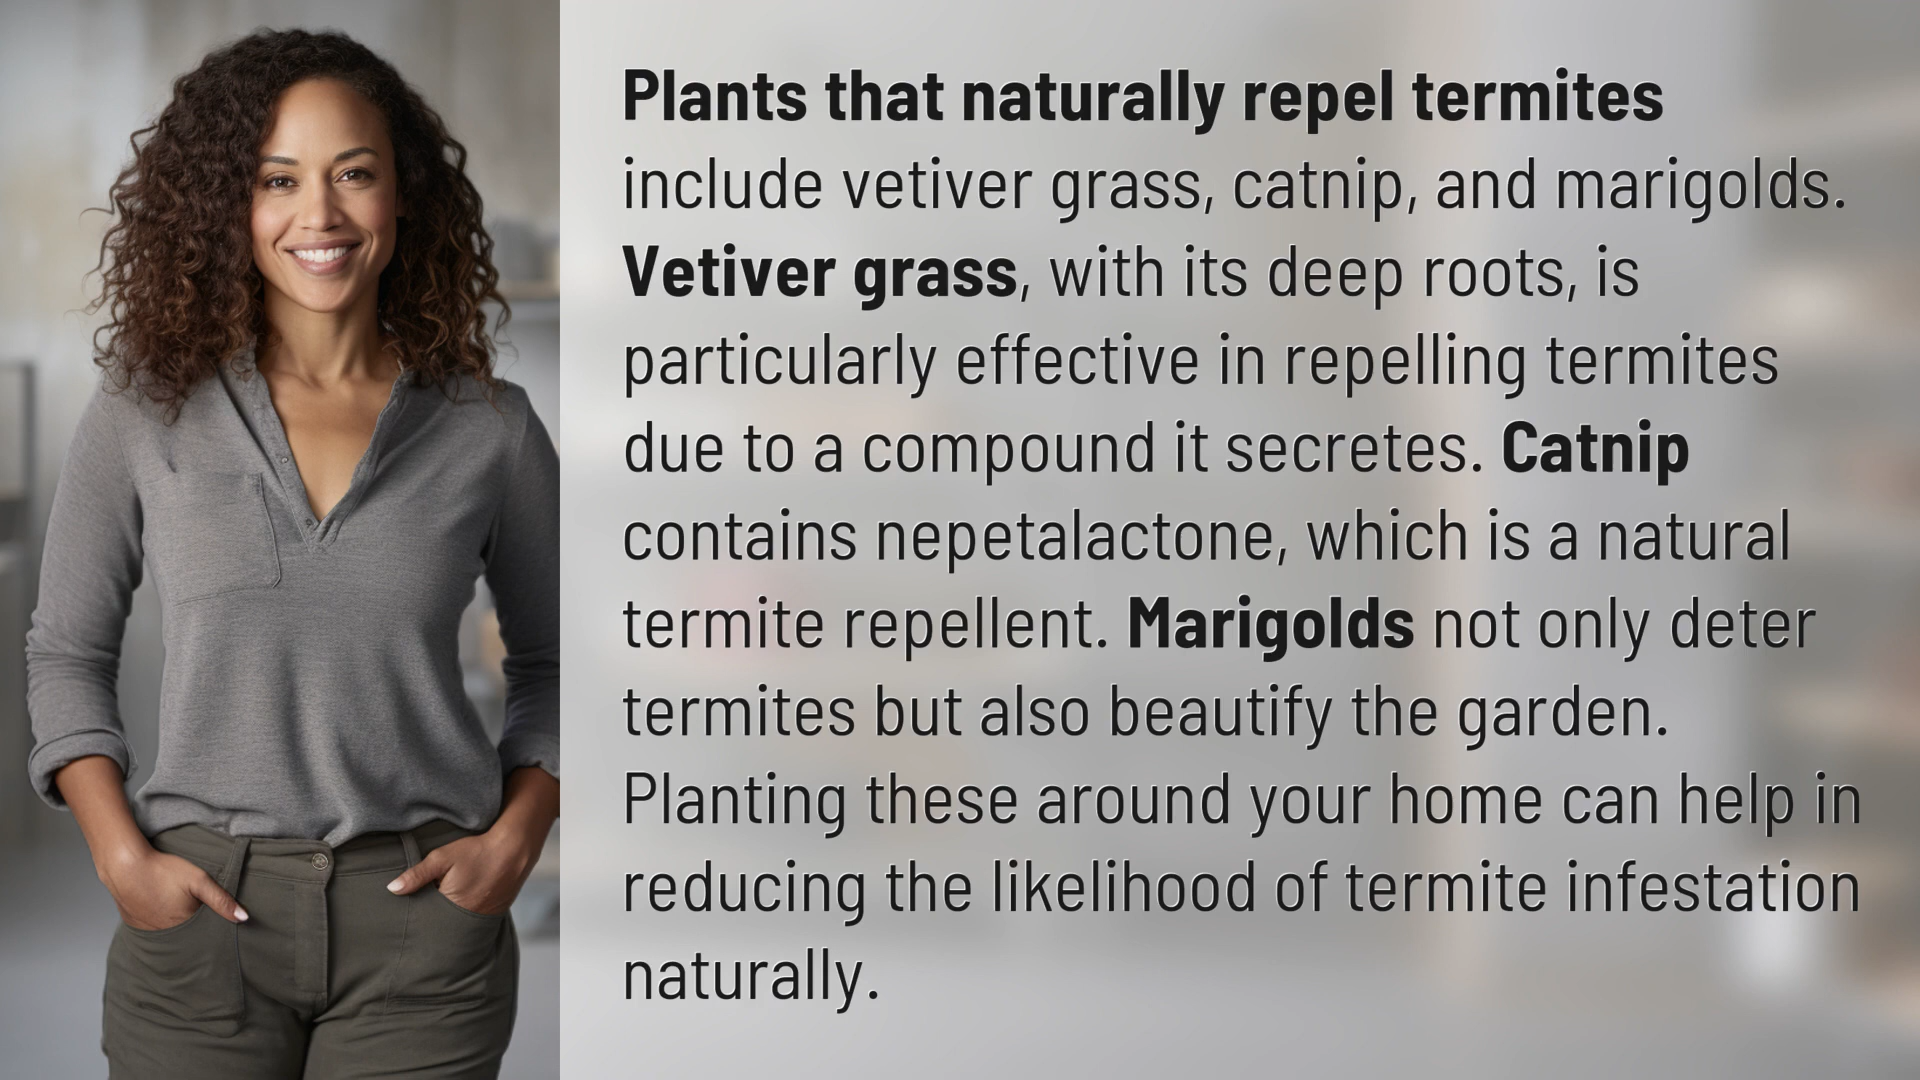 Plants that naturally repel termites
include vetiver grass, catnip, and marigolds.
Vetiver grass, with its deep roots, is
particularly effective in repelling termites
due to a compound it secretes. Catnip
contains nepetalactone, which is a natural
termite repellent. Marigolds not only deter
termites but also beautify the garden.
Planting these around your home can help in
reducing the likelihood of termite infestation
naturally.